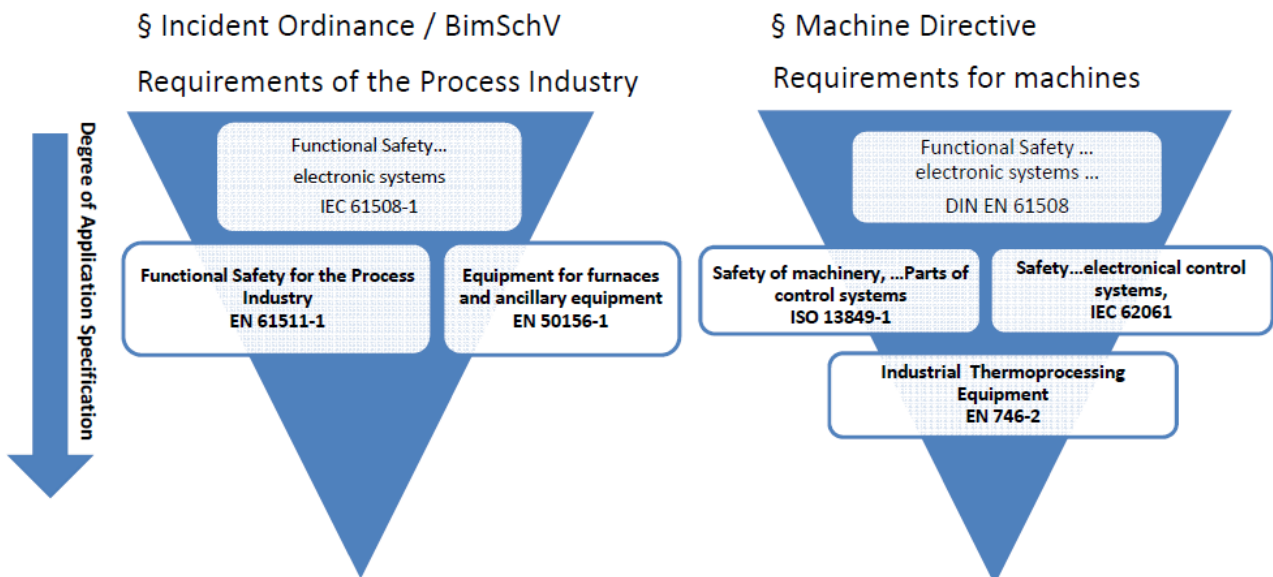 § Incident Ordinance / BimSchV
Requirements of the Process Industry
Degree of Application Specification
Functional Safety...
electronic systems
IEC 61508-1
Functional Safety for the Process
Industry
EN 61511-1
Equipment for furnaces
and ancillary equipment
EN 50156-1
§ Machine Directive
Requirements for machines
Functional Safety ...
electronic systems ...
DIN EN 61508
Safety of machinery, ...Parts of
control systems
ISO 13849-1
Safety...electronical control
systems,
IEC 62061
Industrial Thermoprocessing
Equipment
EN 746-2